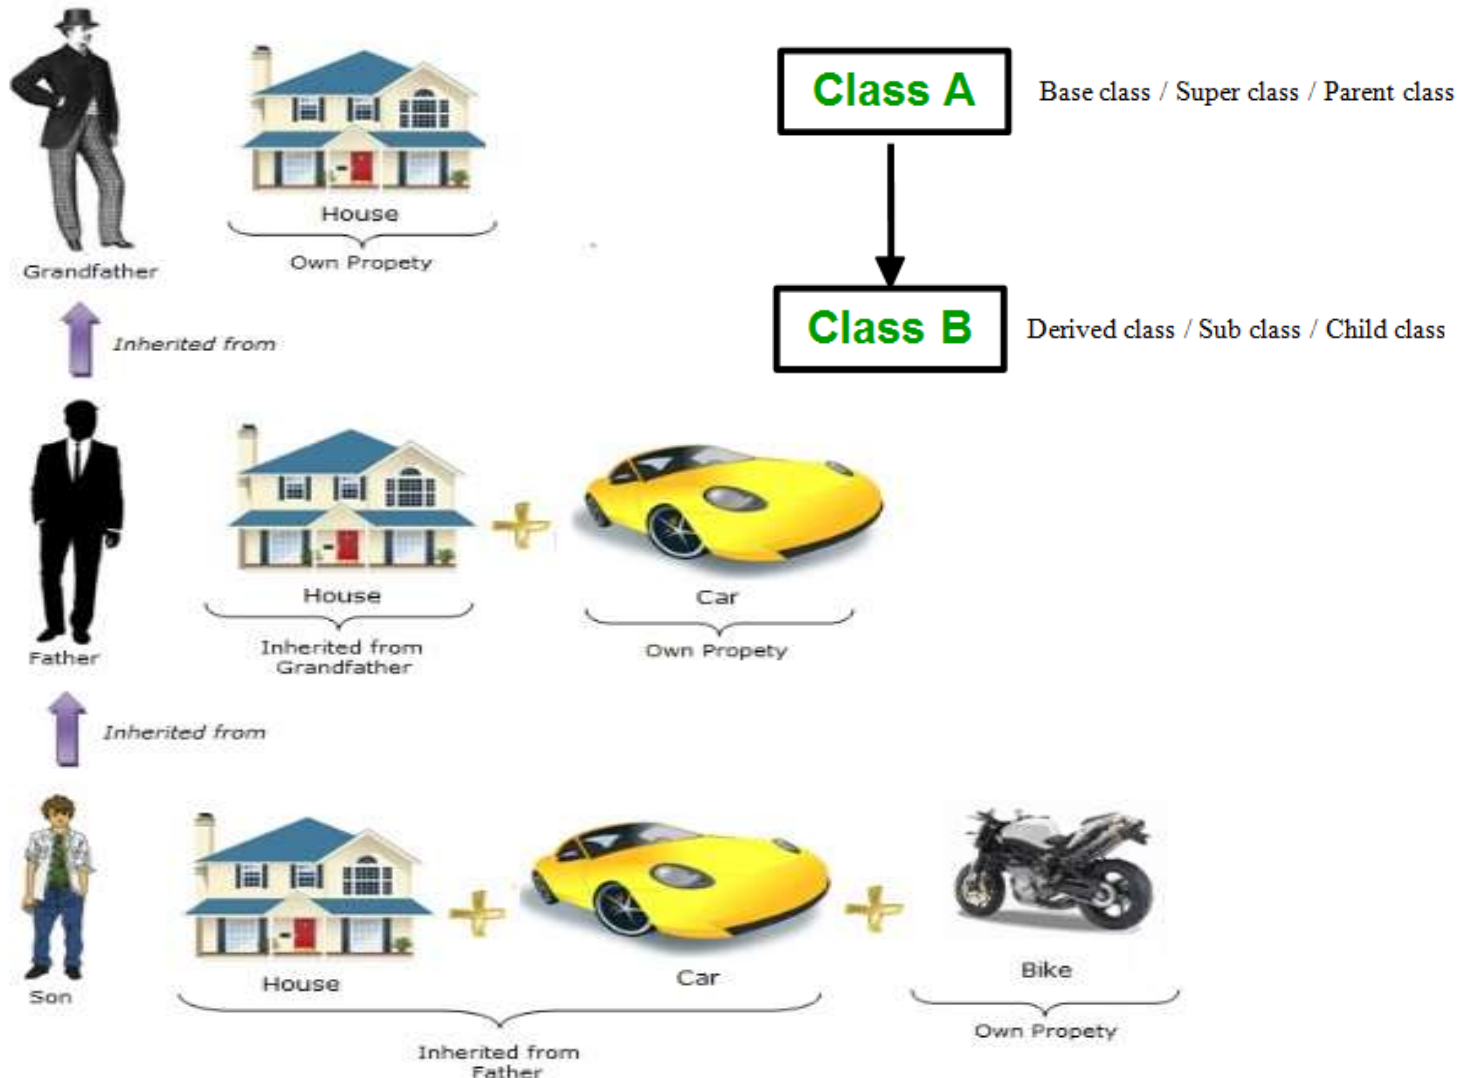 Class A
Base class / Super class / Parent class
House
Own Propety
Grandfather
Class B
Derived class / Sub class / Child class
Inherited from
House
Car
Inherited from
Grandfather
Own Propety
Father
Inherited from
House
Car
Bike
Son
Own Propety
Inherited from
Father